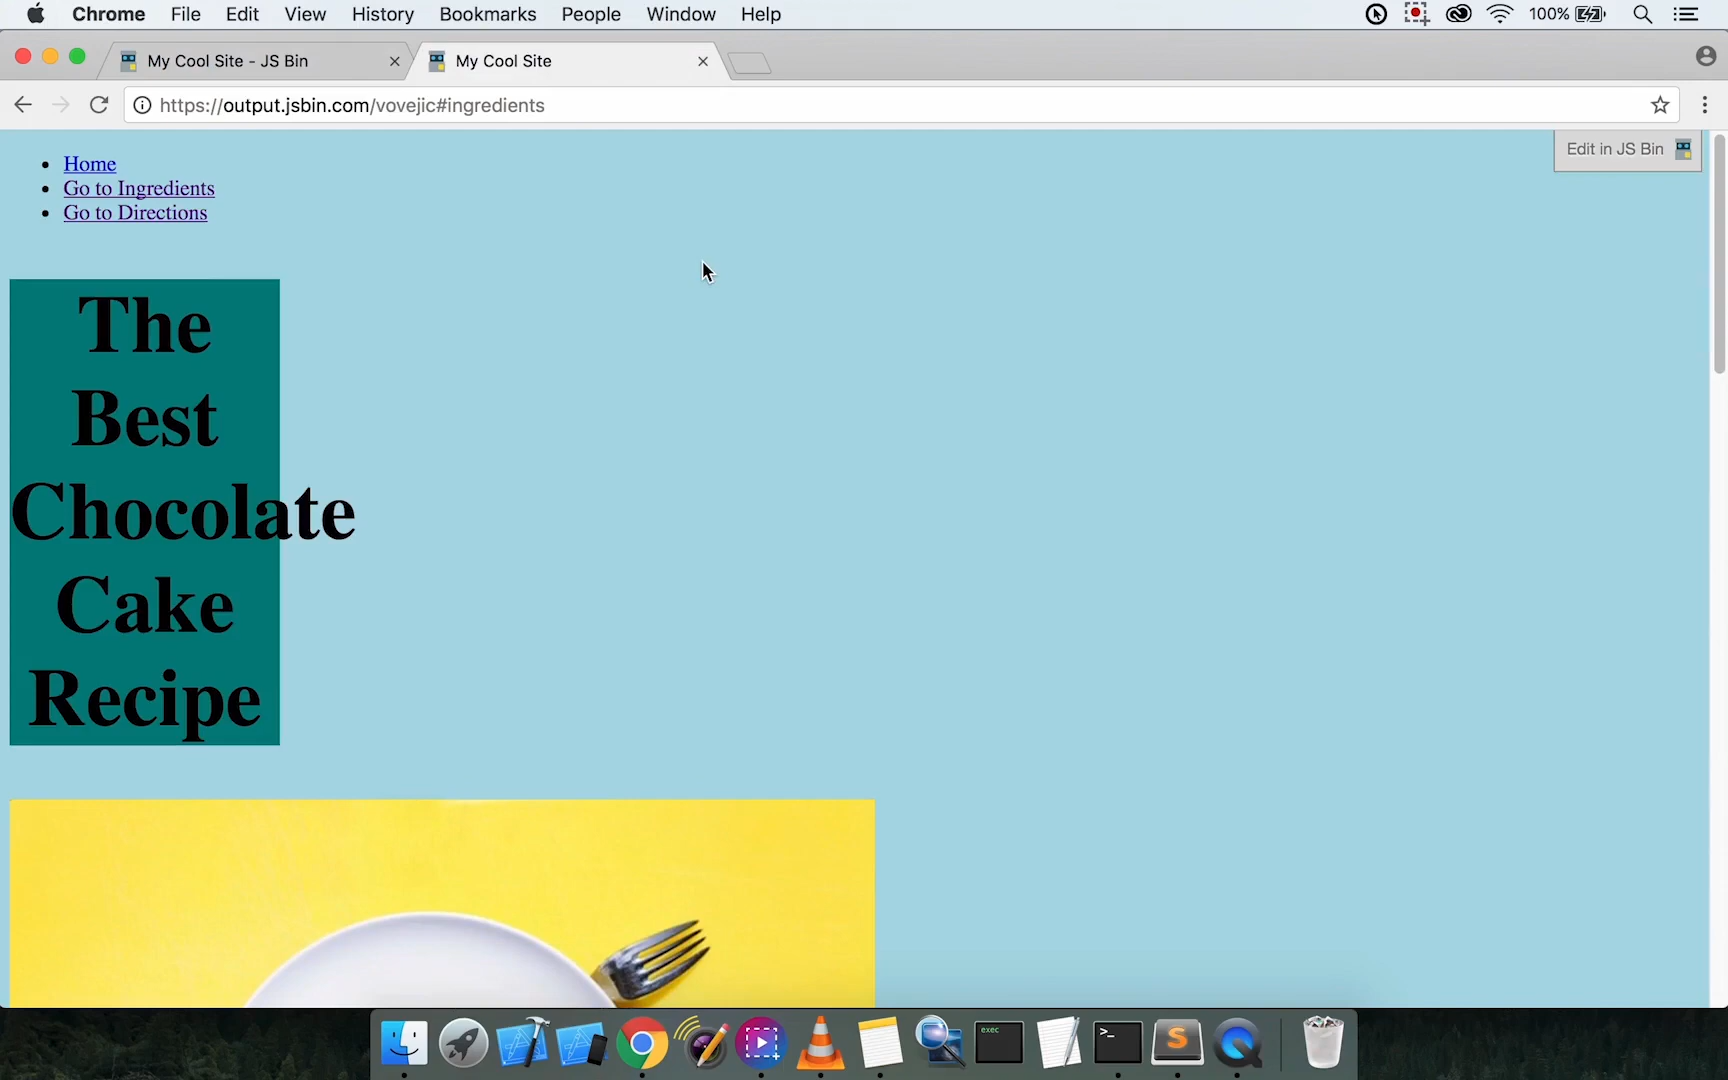 Chrome File Edit View History Bookmarks People Window Help 100%
My Cool Site - JS Bin My Cool Site
https://output.jsbin.com/vovejic#ingredients
Edit in JS Bin
Home
Go to Ingredients
Go to Directions
The
Best
Chocolate
Cake
Recipe
exec
>_
S